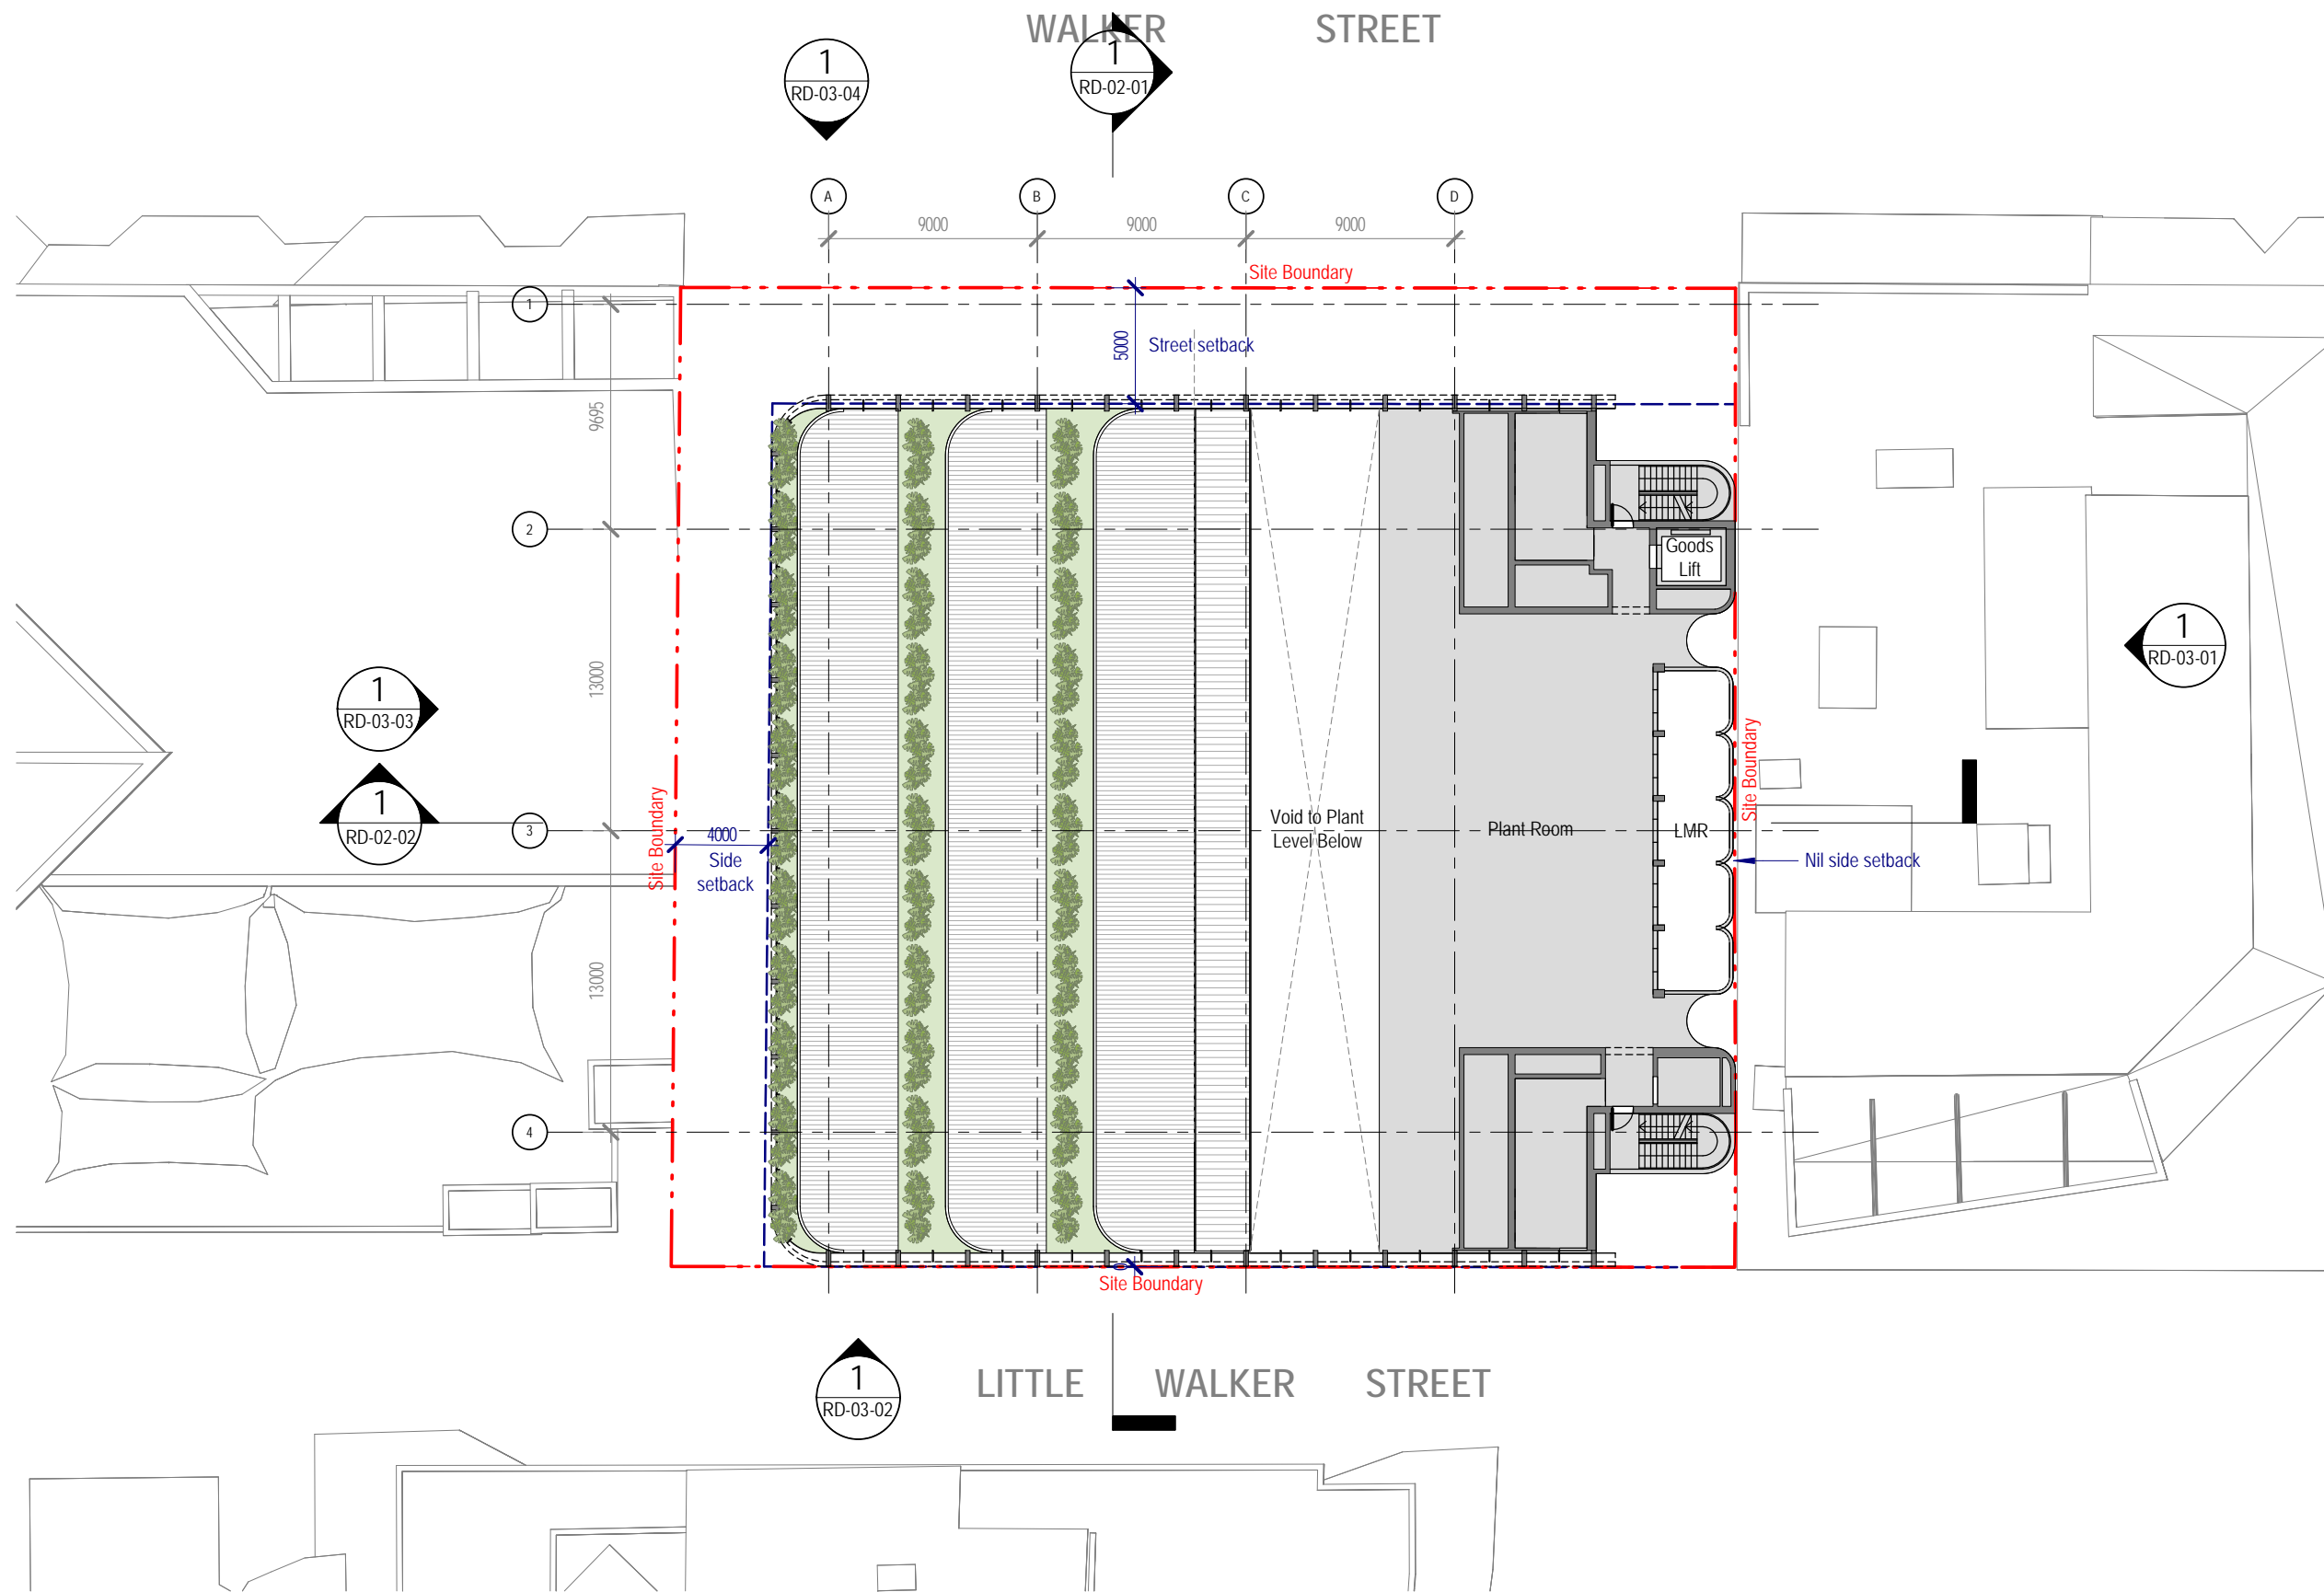 WALKER STREET
1
RD-03-04
1
RD-02-01
A
B
C
D
9000
9000
9000
Site Boundary
1
5000
Street setback
9695
2
Goods
Lift
1
RD-03-01
13000
1
RD-03-03
Site Boundary
1
RD-02-02
3
Site Boundary
4000
Side
setback
Void to Plant
Level Below
Plant Room
LMR
Nil side setback
13000
4
0
Site Boundary
1
RD-03-02
LITTLE WALKER STREET